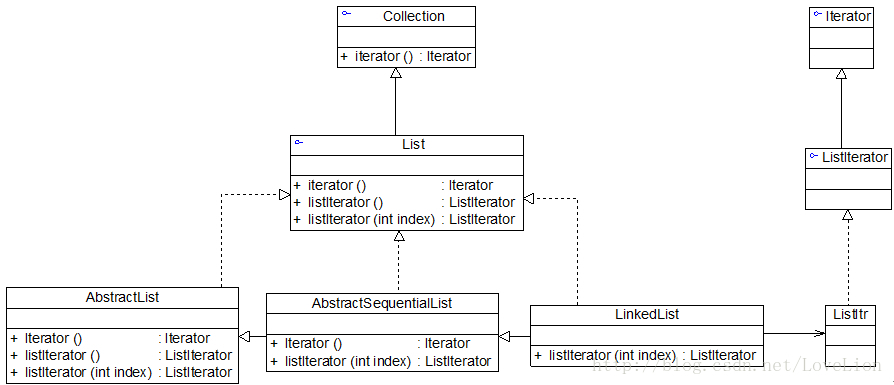 Collection
+ iterator () : Iterator
Iterator
List
+ iterator () : Iterator
+ listIterator () : ListIterator
+ listIterator (int index) : ListIterator
ListIterator
AbstractList
+ Iterator () : Iterator
+ listIterator () : ListIterator
+ listIterator (int index) : ListIterator
AbstractSequentialList
+ Iterator () : Iterator
+ listIterator (int index) : ListIterator
LinkedList
+ listIterator (int index) : ListIterator
ListItr
http://blog.csdn.net/LoveLion